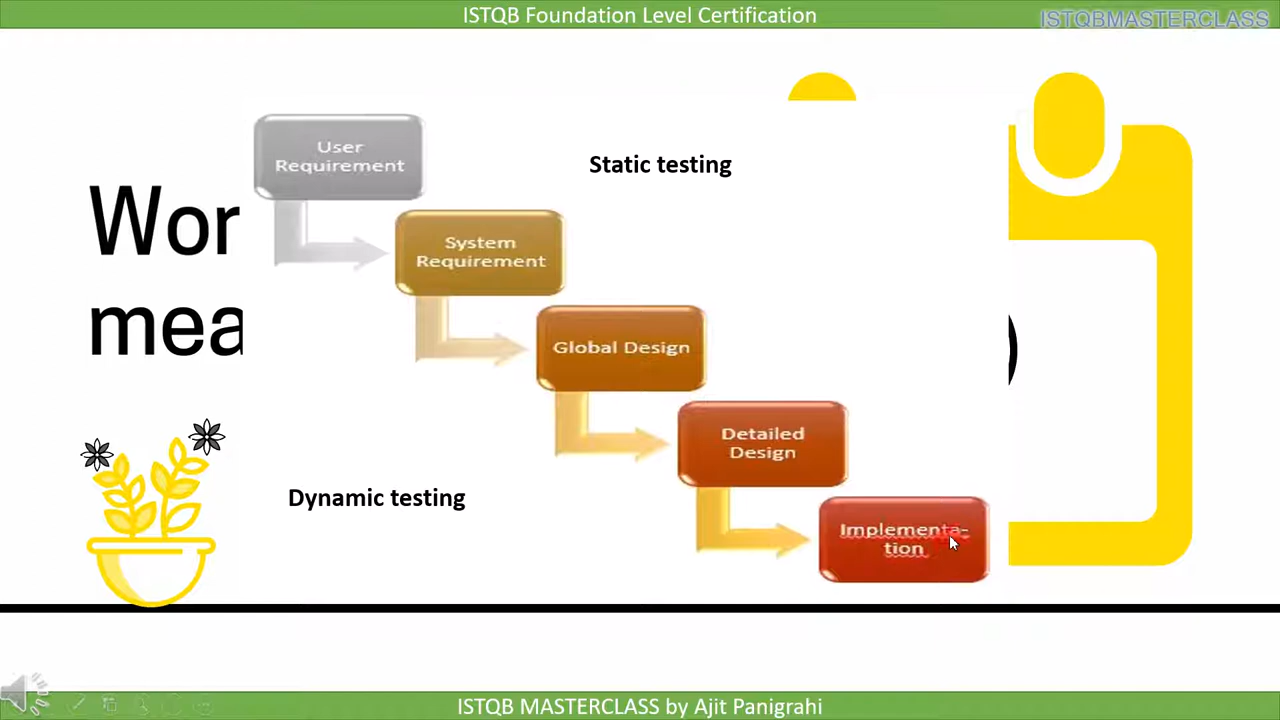 ISTQB Foundation Level Certification
ISTQBMASTERCLASS
User
Requirement
Static testing
Wor
System
Requirement
mea
Global Design
Detailed
Design
Dynamic testing
Implementa-
tion
ISTQB MASTERCLASS by Ajit Panigrahi